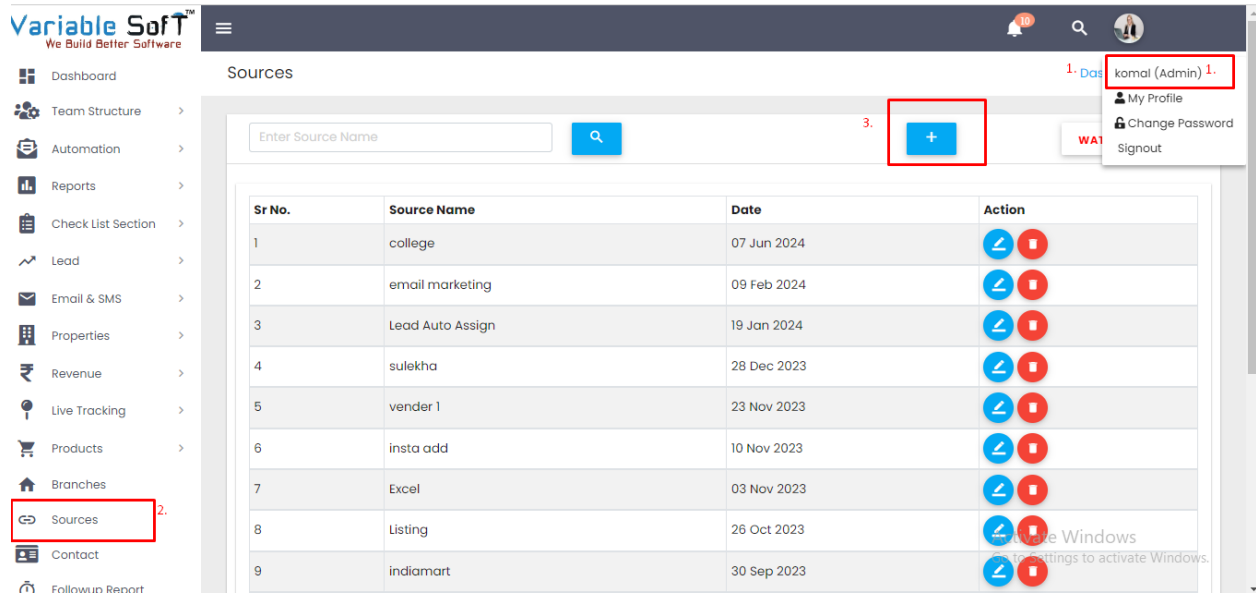 Variable SofT™
We Build Better Software
10
Dashboard
Team Structure
Automation
Reports
Check List Section
Lead
Email & SMS
Properties
Revenue
Live Tracking
Products
Branches
Sources
2.
Contact
Followup Report
Sources
1. Das
komal (Admin) 1.
My Profile
Change Password
Signout
Enter Source Name
3.
+
WAT
Sr No. Source Name Date Action
1 college 07 Jun 2024
2 email marketing 09 Feb 2024
3 Lead Auto Assign 19 Jan 2024
4 sulekha 28 Dec 2023
5 vender 1 23 Nov 2023
6 insta add 10 Nov 2023
7 Excel 03 Nov 2023
8 Listing 26 Oct 2023
9 indiamart 30 Sep 2023
Activate Windows
Go to Settings to activate Windows.